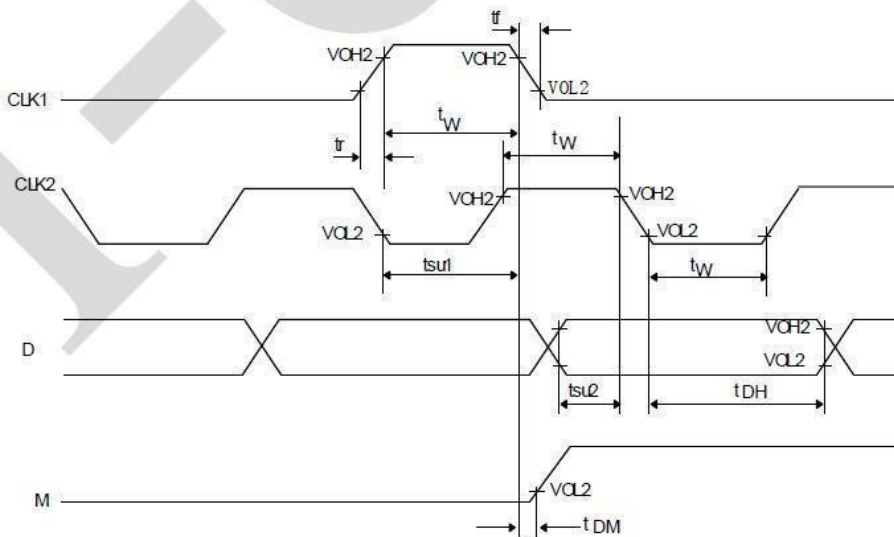 tf
VOH2 VOH2
VOL2
CLK1
tW
tr
tW
CLK2
VOH2 VOH2
VOL2 VOL2
tsu1 tW
VOH2
D
VOL2
tsu2 tDH
M VOL2
tDM